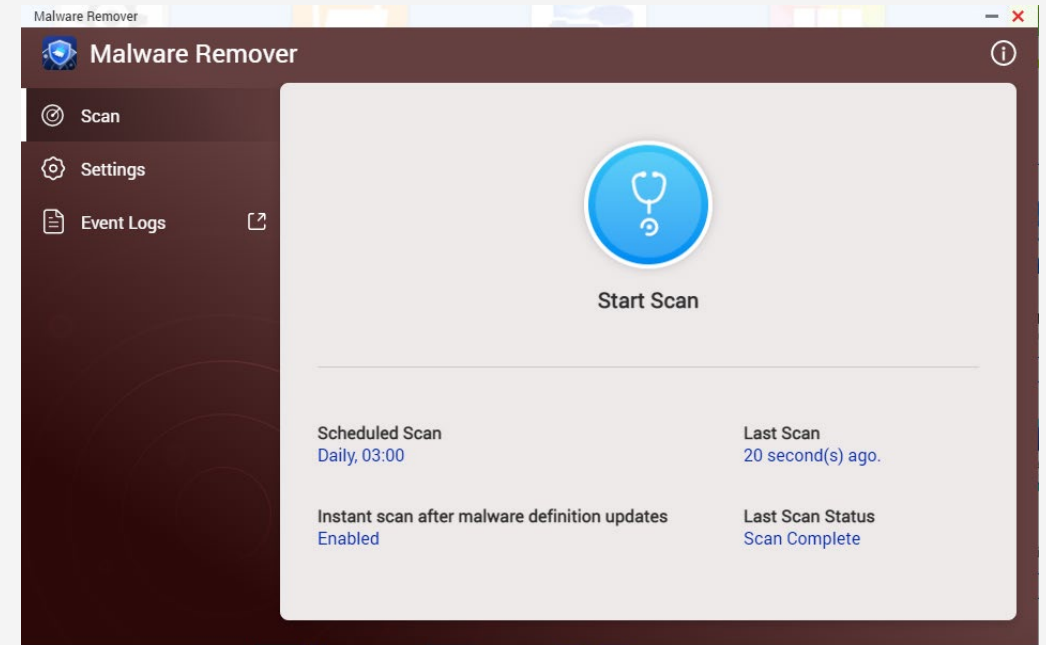 Malware Remover
Malware Remover
Scan
Settings
Event Logs
Start Scan
Scheduled Scan
Daily, 03:00
Last Scan
20 second(s) ago.
Instant scan after malware definition updates
Enabled
Last Scan Status
Scan Complete